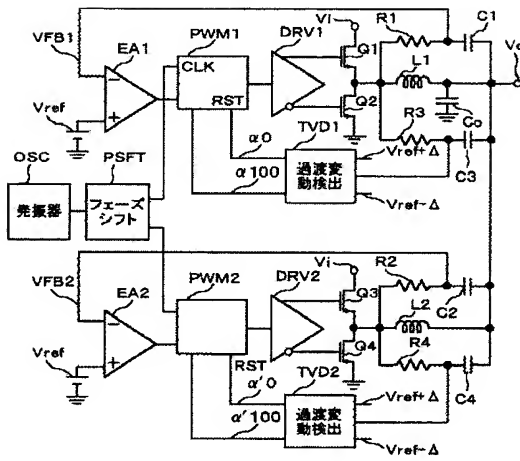 VFB1
EA1
PWM1
DRV1
Vi
Q1
Q2
R1
C1
L1
Vo
CLK
RST
Vref
α0
α100
TVD1
過渡変
動検出
Vref+Δ
Vref-Δ
R3
C3
Co
OSC
発振器
PSFT
フェーズ
シフト
VFB2
EA2
PWM2
DRV2
Vi
Q3
Q4
R2
C2
L2
R4
C4
RST
Vref
α'0
α'100
TVD2
過渡変
動検出
Vref+Δ
Vref-Δ